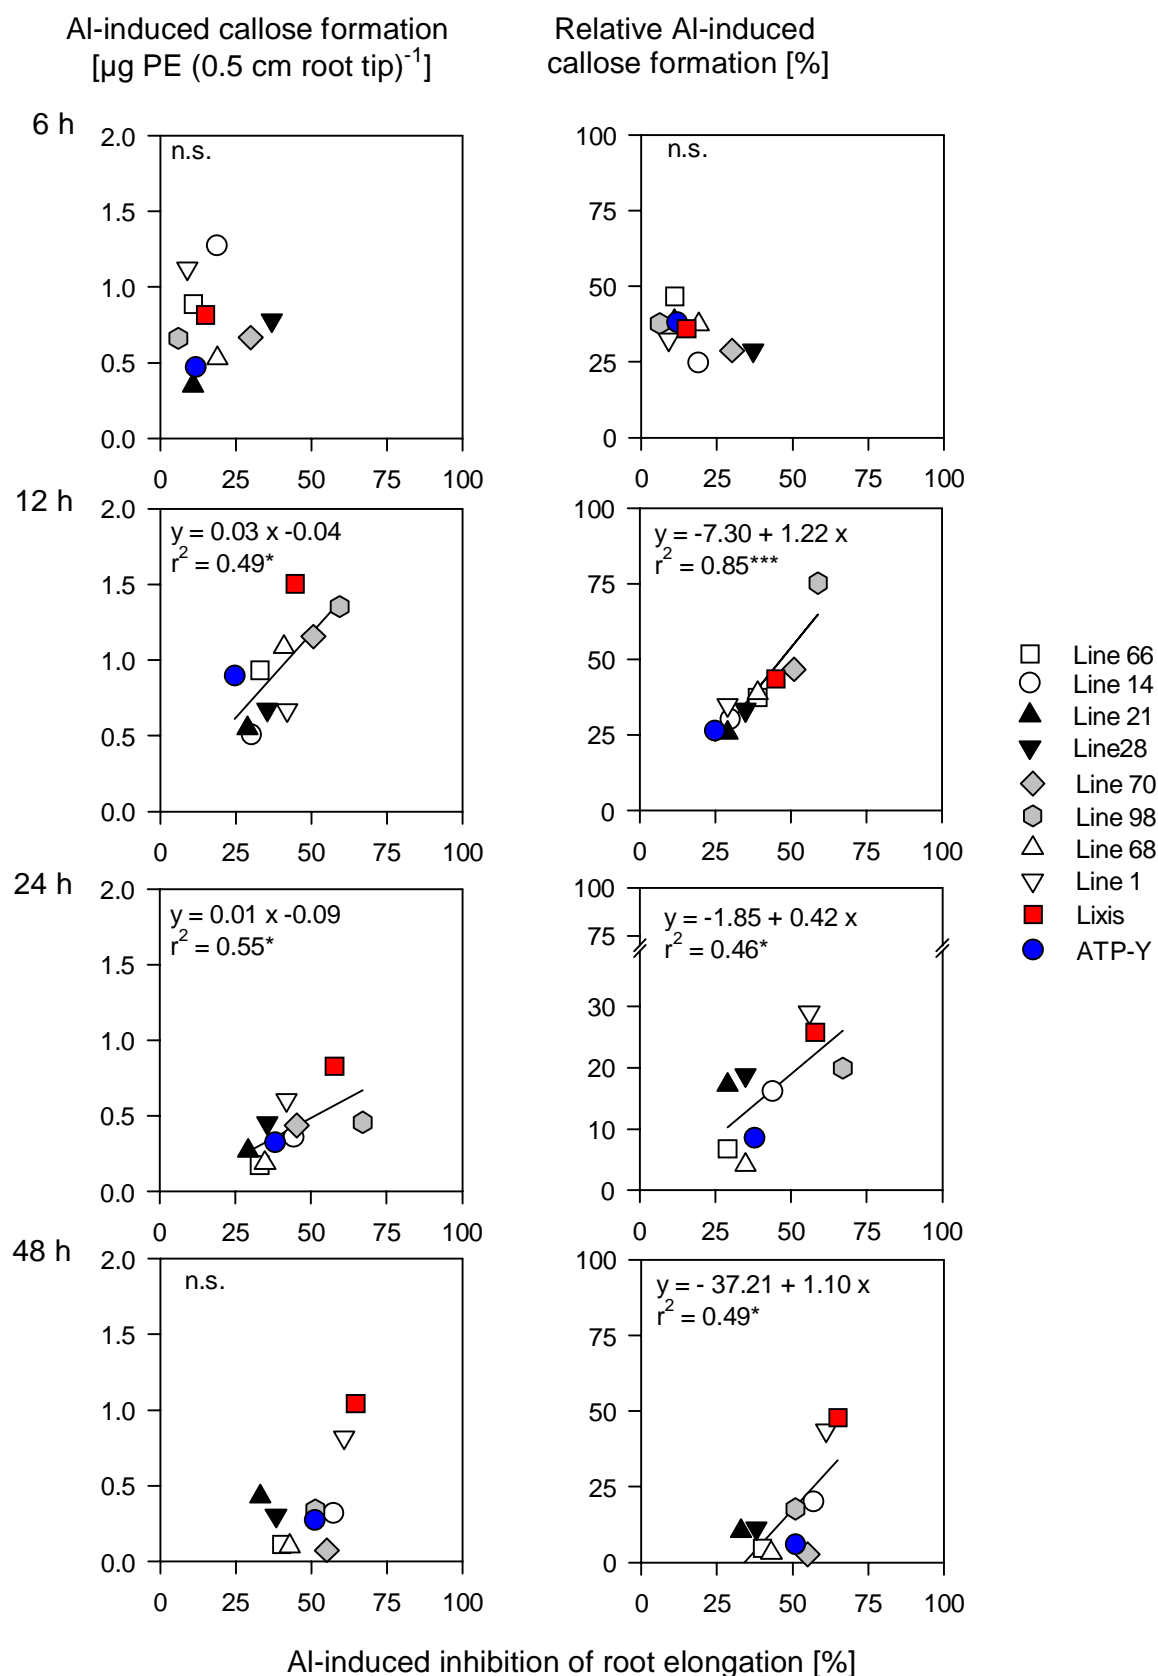 Al-induced callose formation
[µg PE (0.5 cm root tip)-1]
Relative Al-induced
callose formation [%]
6 h
2.0
1.5
1.0
0.5
0.0
n.s.
0 25 50 75 100
100
75
50
25
0
n.s.
0 25 50 75 100
12 h
2.0
1.5
1.0
0.5
0.0
y = 0.03 x -0.04
r2 = 0.49*
0 25 50 75 100
100
75
50
25
0
y = -7.30 + 1.22 x
r2 = 0.85***
0 25 50 75 100
24 h
2.0
1.5
1.0
0.5
0.0
y = 0.01 x -0.09
r2 = 0.55*
0 25 50 75 100
100
75
30
20
10
0
y = -1.85 + 0.42 x
r2 = 0.46*
0 25 50 75 100
48 h
2.0
1.5
1.0
0.5
0.0
n.s.
0 25 50 75 100
100
75
50
25
0
y = - 37.21 + 1.10 x
r2 = 0.49*
0 25 50 75 100
Line 66
Line 14
Line 21
Line28
Line 70
Line 98
Line 68
Line 1
Lixis
ATP-Y
Al-induced inhibition of root elongation [%]